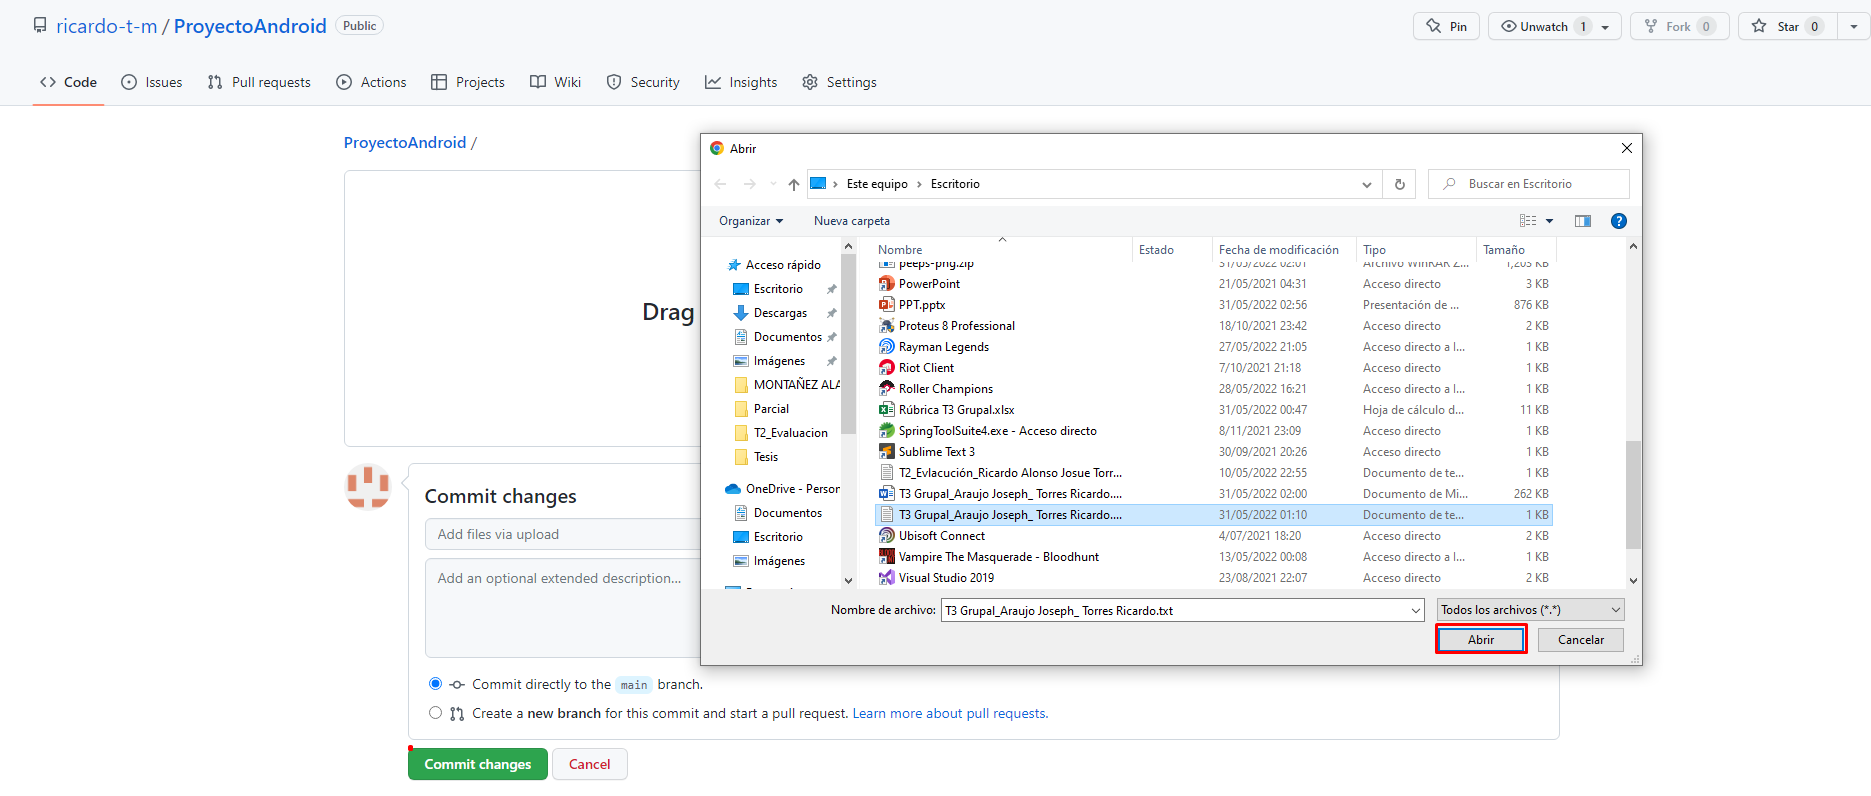 ricardo-t-m / ProyectoAndroid Public
Pin Unwatch 1 Fork 0 Star 0
Code Issues Pull requests Actions Projects Wiki Security Insights Settings
ProyectoAndroid /
Drag
Commit changes
Add files via upload
Add an optional extended description...
Commit directly to the main branch.
Create a new branch for this commit and start a pull request. Learn more about pull requests.
Commit changes Cancel
Abrir
Este equipo › Escritorio
Buscar en Escritorio
Organizar Nueva carpeta
Acceso rápido
Escritorio
Descargas
Documentos
Imágenes
MONTAÑEZ ALA
Parcial
T2_Evaluacion
Tesis
OneDrive - Person
Documentos
Escritorio
Imágenes
Nombre Estado Fecha de modificación Tipo Tamaño
peeps-png.zip 31/05/2022 02:01 Archivo WinRAR Z... 1,205 KB
PowerPoint 21/05/2021 04:31 Acceso directo 3 KB
PPT.pptx 31/05/2022 02:56 Presentación de ... 876 KB
Proteus 8 Professional 18/10/2021 23:42 Acceso directo 2 KB
Rayman Legends 27/05/2022 21:05 Acceso directo a l... 1 KB
Riot Client 7/10/2021 21:18 Acceso directo 1 KB
Roller Champions 28/05/2022 16:21 Acceso directo a l... 1 KB
Rúbrica T3 Grupal.xlsx 31/05/2022 00:47 Hoja de cálculo d... 11 KB
SpringToolSuite4.exe - Acceso directo 8/11/2021 23:09 Acceso directo 1 KB
Sublime Text 3 30/09/2021 20:26 Acceso directo 1 KB
T2_Evlacución_Ricardo Alonso Josue Torr... 10/05/2022 22:55 Documento de te... 1 KB
T3 Grupal_Araujo Joseph_ Torres Ricardo.... 31/05/2022 02:00 Documento de Mi... 262 KB
T3 Grupal_Araujo Joseph_ Torres Ricardo.... 31/05/2022 01:10 Documento de te... 1 KB
Ubisoft Connect 4/07/2021 18:20 Acceso directo 2 KB
Vampire The Masquerade - Bloodhunt 13/05/2022 00:08 Acceso directo a l... 1 KB
Visual Studio 2019 23/08/2021 22:07 Acceso directo 2 KB
Nombre de archivo: T3 Grupal_Araujo Joseph_ Torres Ricardo.txt Todos los archivos (*.*)
Abrir Cancelar